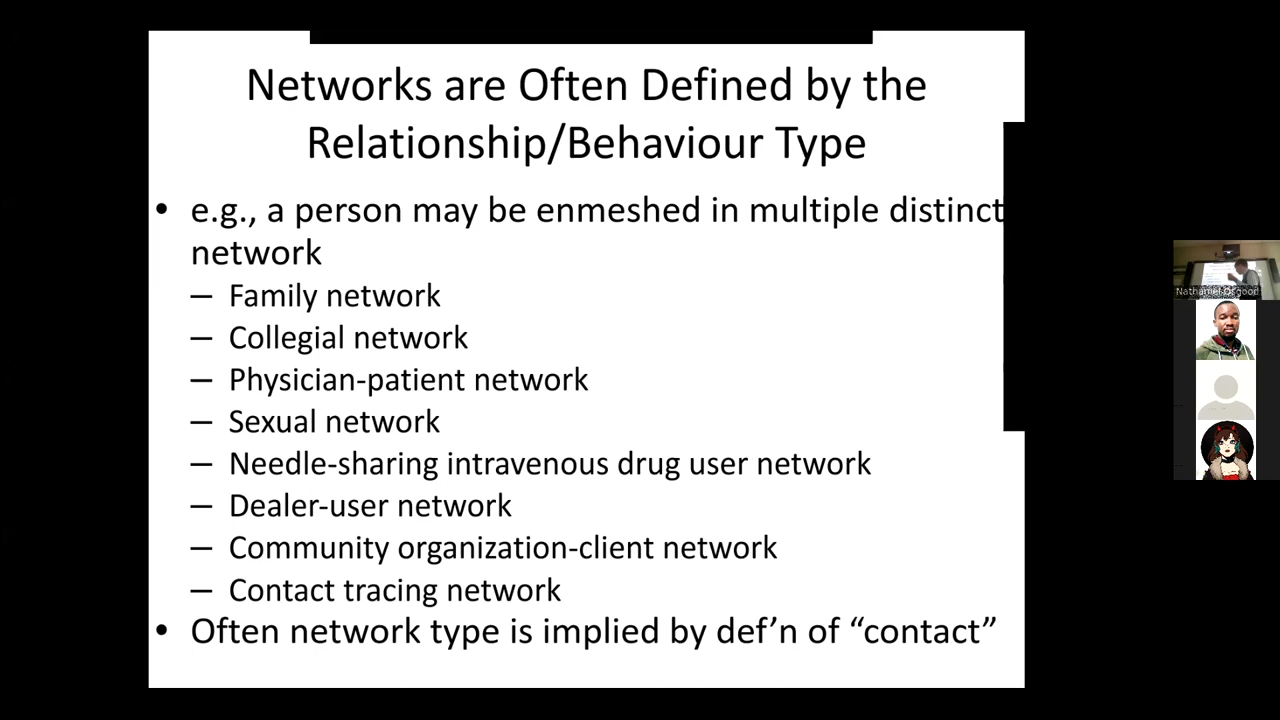 Networks are Often Defined by the
Relationship/Behaviour Type
• e.g., a person may be enmeshed in multiple distinct
network
– Family network
– Collegial network
– Physician-patient network
– Sexual network
– Needle-sharing intravenous drug user network
– Dealer-user network
– Community organization-client network
– Contact tracing network
• Often network type is implied by def’n of “contact”
Nathaniel Osgood